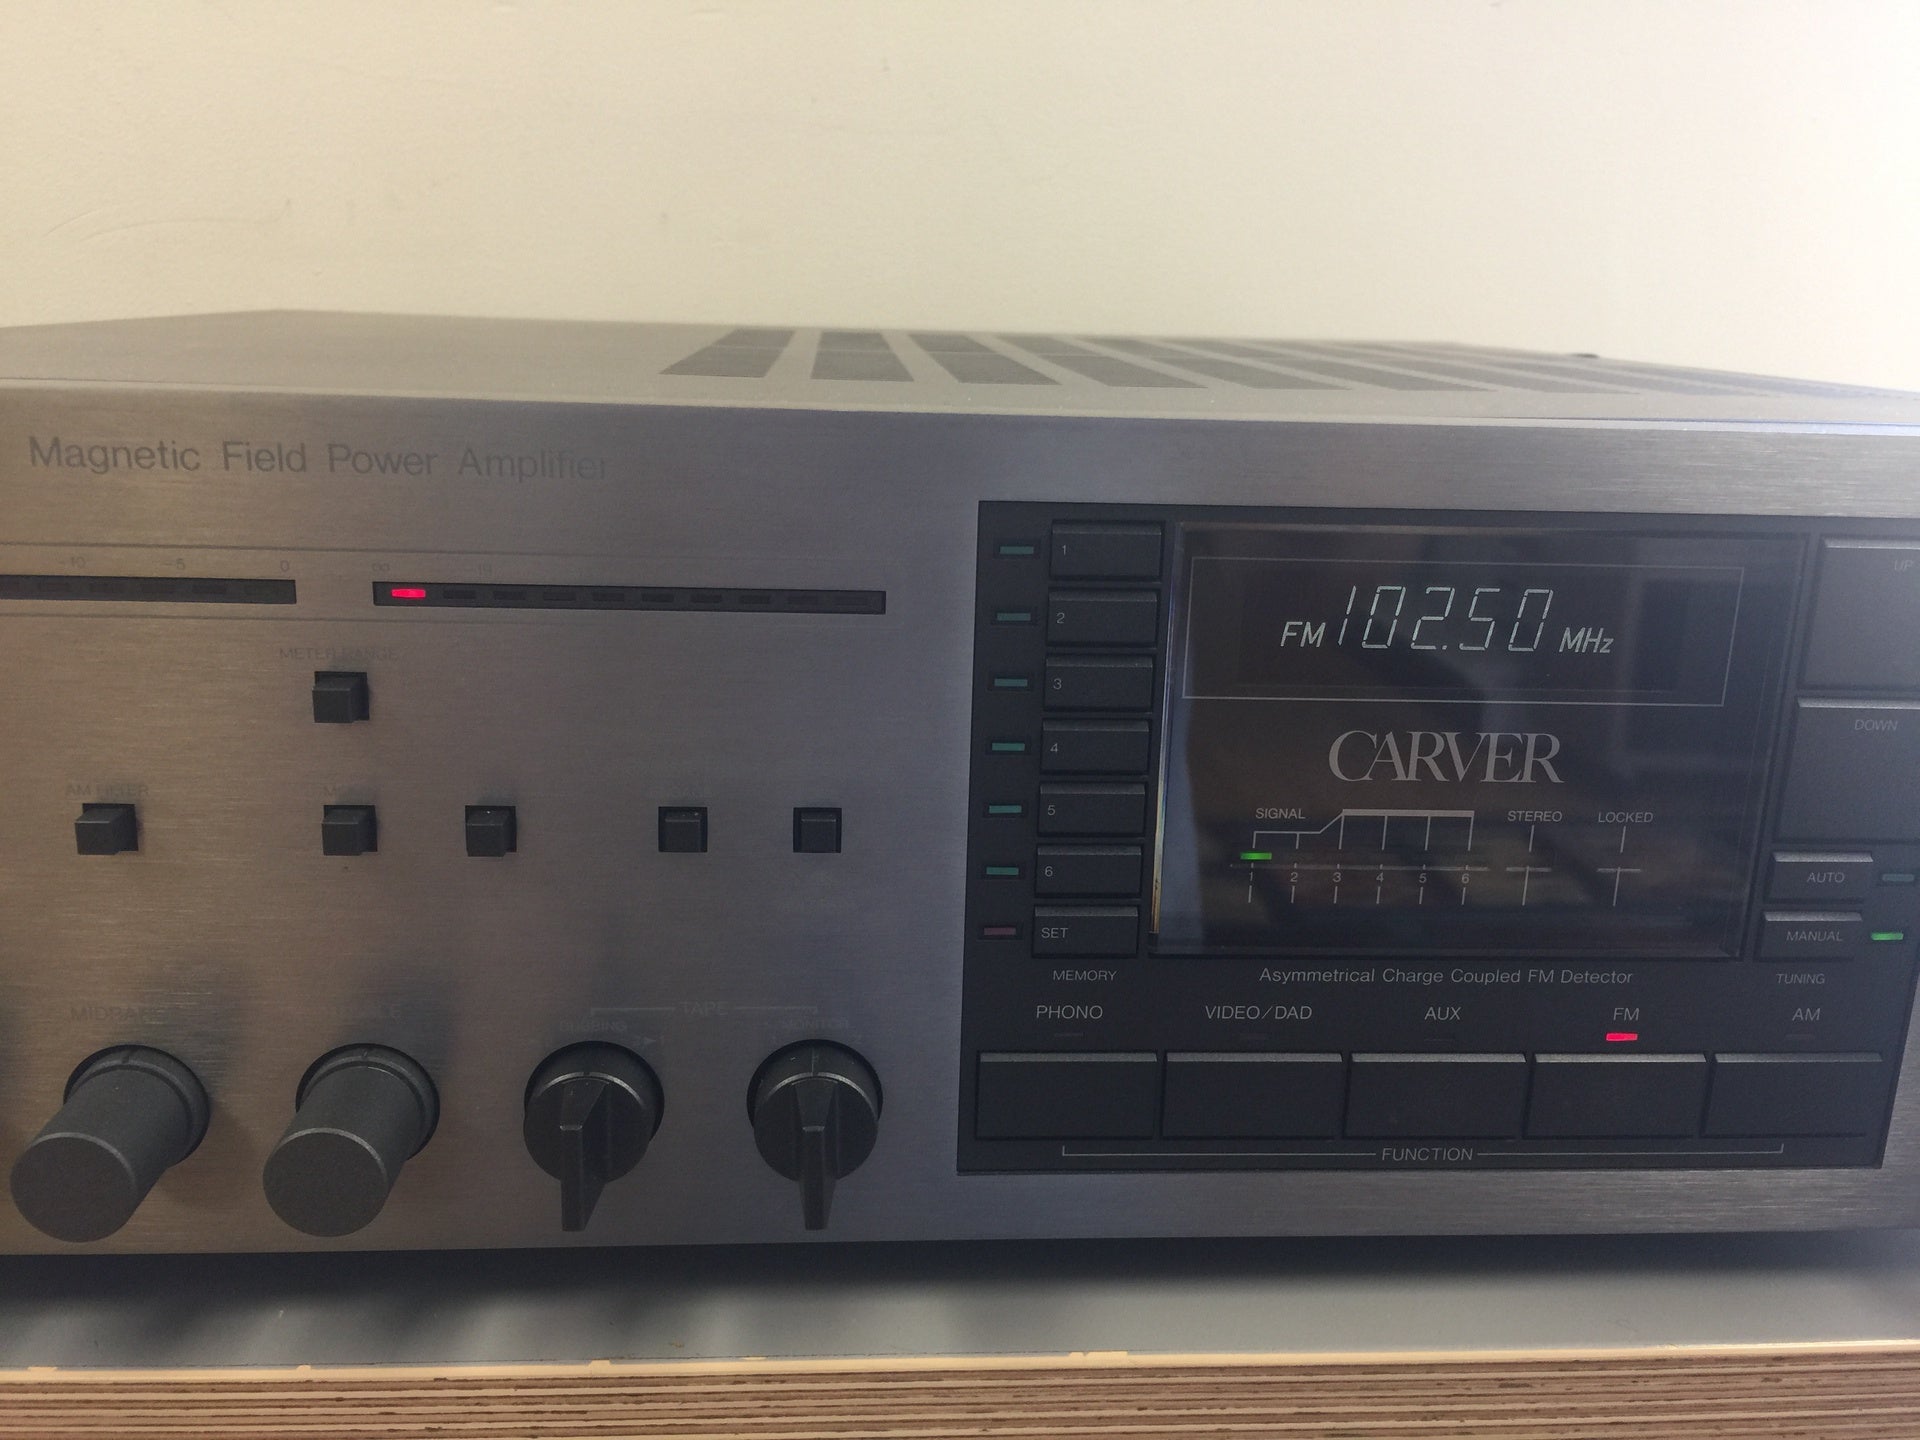 Magnetic Field Power Amplifier
-10 -5 0
METER RANGE
AM FILTER
TAPE
1
2
3
4
5
6
SET
MEMORY
FM 102.50 MHz
CARVER
SIGNAL STEREO LOCKED
1 2 3 4 5 6
Asymmetrical Charge Coupled FM Detector
UP
DOWN
AUTO
MANUAL
TUNING
PHONO VIDEO/DAD AUX FM AM
FUNCTION